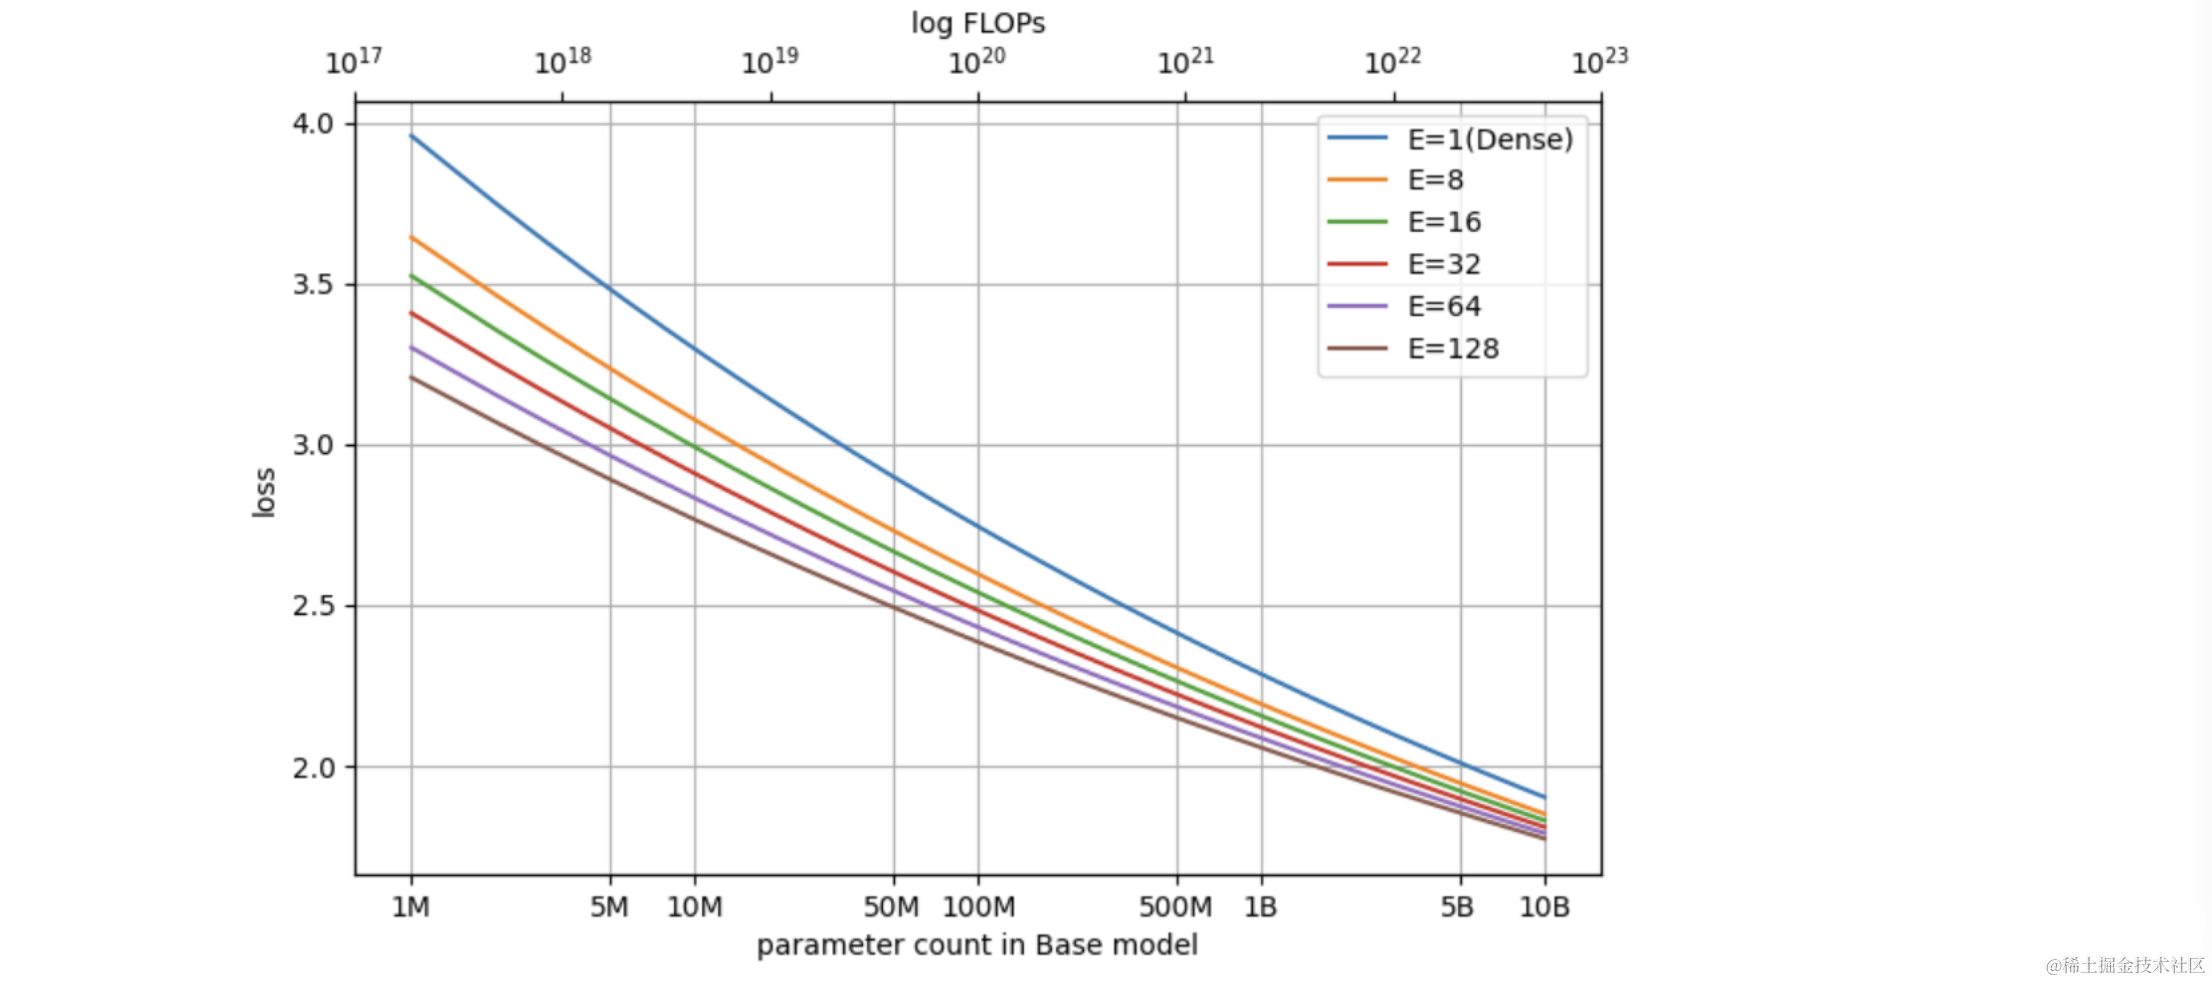 log FLOPs
10^17 10^18 10^19 10^20 10^21 10^22 10^23
4.0
3.5
3.0
2.5
2.0
loss
E=1(Dense)
E=8
E=16
E=32
E=64
E=128
1M 5M 10M 50M 100M 500M 1B 5B 10B
parameter count in Base model
@稀土掘金技术社区